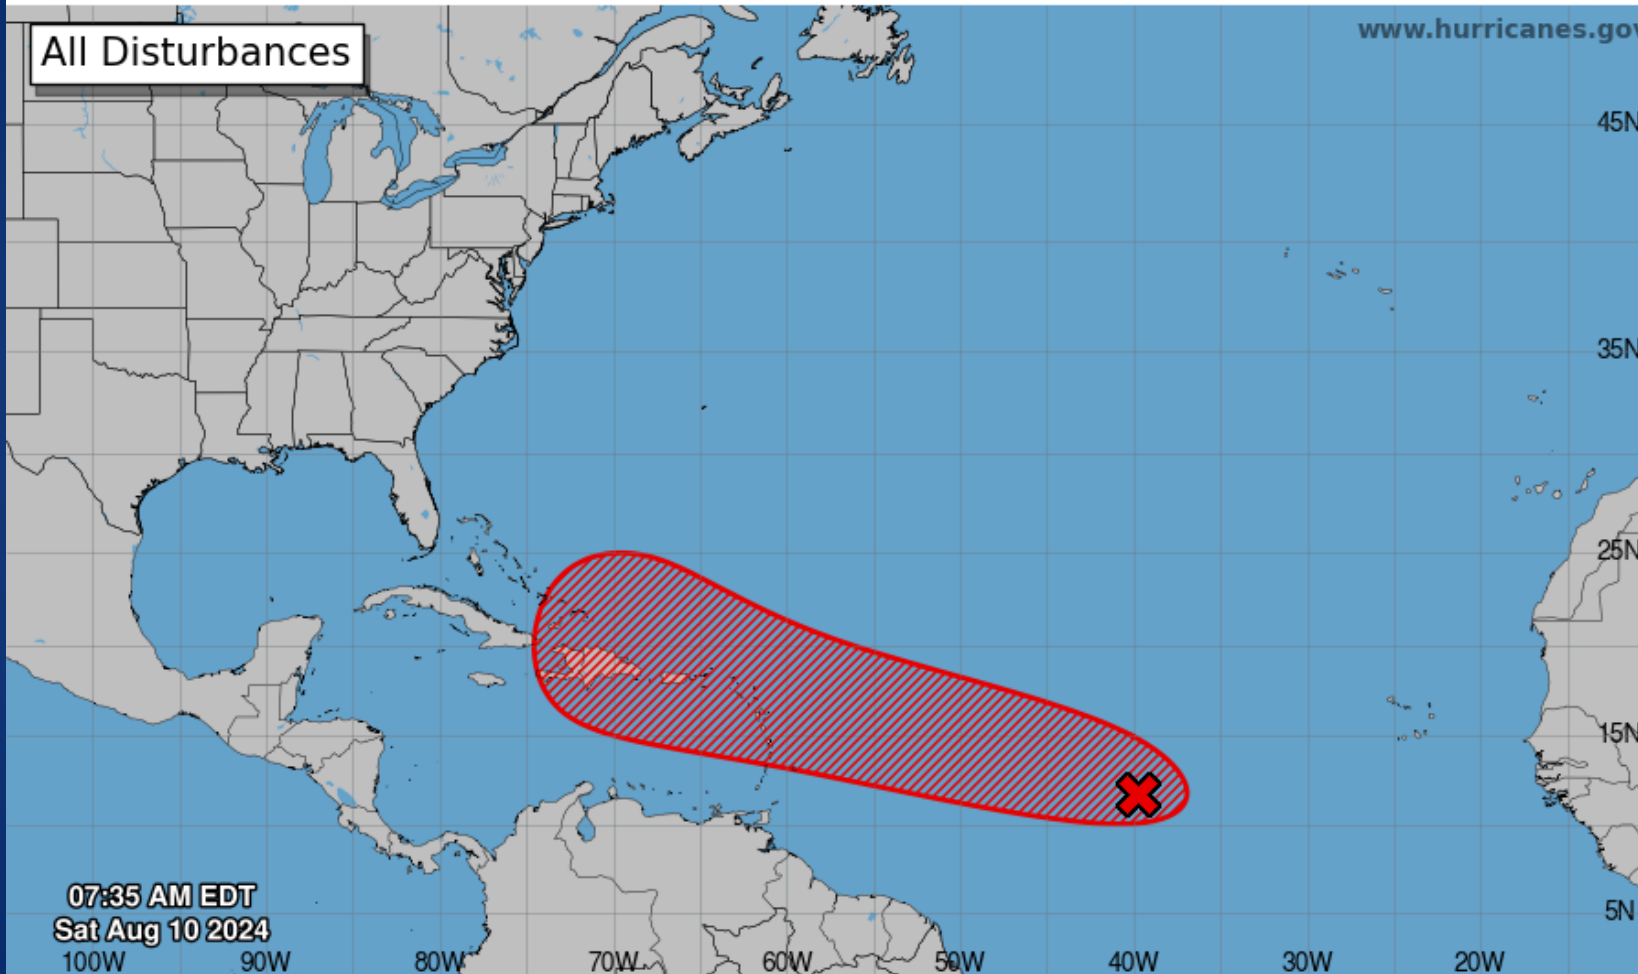 All Disturbances
www.hurricanes.gov
45N
35N
25N
15N
5N
07:35 AM EDT
Sat Aug 10 2024
100W 90W 80W 70W 60W 50W 40W 30W 20W